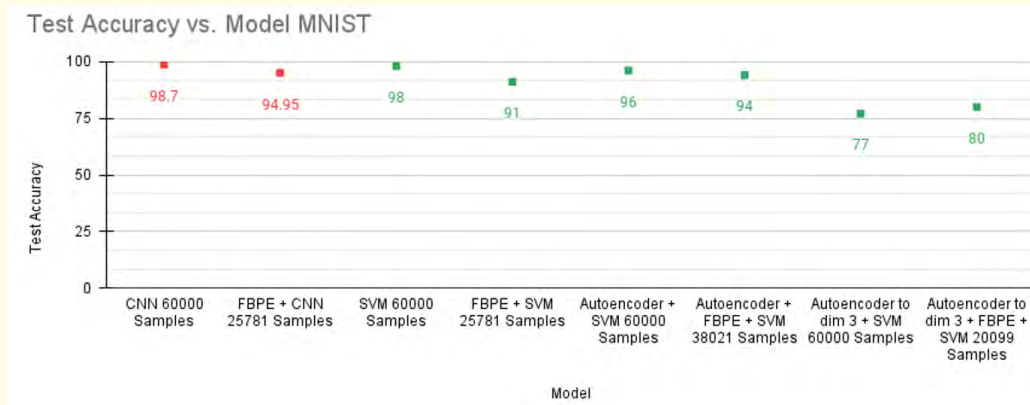 Test Accuracy vs. Model MNIST
100
75
50
25
0
Test Accuracy
98.7
94.95
98
91
96
94
77
80
CNN 60000
Samples
FBPE + CNN
25781 Samples
SVM 60000
Samples
FBPE + SVM
25781 Samples
Autoencoder +
SVM 60000
Samples
Autoencoder +
FBPE + SVM
38021 Samples
Autoencoder to
dim 3 + SVM
60000 Samples
Autoencoder to
dim 3 + FBPE +
SVM 20099
Samples
Model